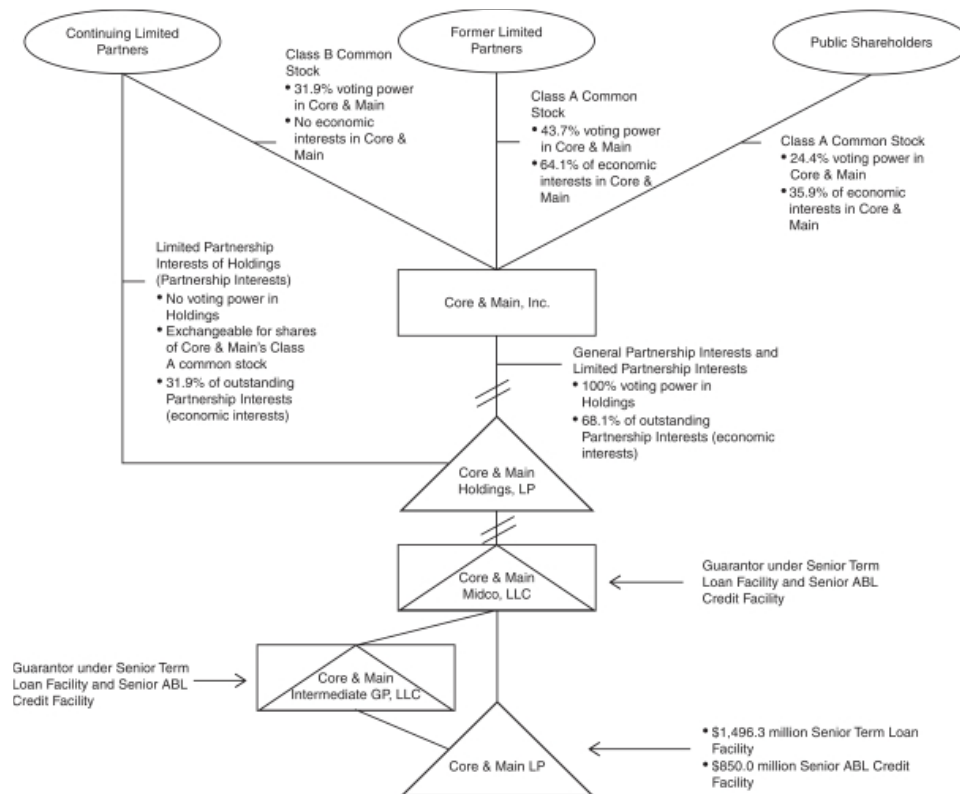 Continuing Limited
Partners
Former Limited
Partners
Public Shareholders
Class B Common
Stock
• 31.9% voting power
in Core & Main
• No economic
interests in Core &
Main
Class A Common
Stock
• 43.7% voting power
in Core & Main
• 64.1% of economic
interests in Core &
Main
Class A Common Stock
• 24.4% voting power in
Core & Main
• 35.9% of economic
interests in Core &
Main
Limited Partnership
Interests of Holdings
(Partnership Interests)
• No voting power in
Holdings
• Exchangeable for shares
of Core & Main's Class
A common stock
• 31.9% of outstanding
Partnership Interests
(economic interests)
Core & Main, Inc.
General Partnership Interests and
Limited Partnership Interests
• 100% voting power in
Holdings
• 68.1% of outstanding
Partnership Interests (economic
interests)
Core & Main
Holdings, LP
Core & Main
Midco, LLC
Guarantor under Senior Term
Loan Facility and Senior ABL
Credit Facility
Guarantor under Senior Term
Loan Facility and Senior ABL
Credit Facility
Core & Main
Intermediate GP, LLC
Core & Main LP
• $1,496.3 million Senior Term Loan
Facility
• $850.0 million Senior ABL Credit
Facility